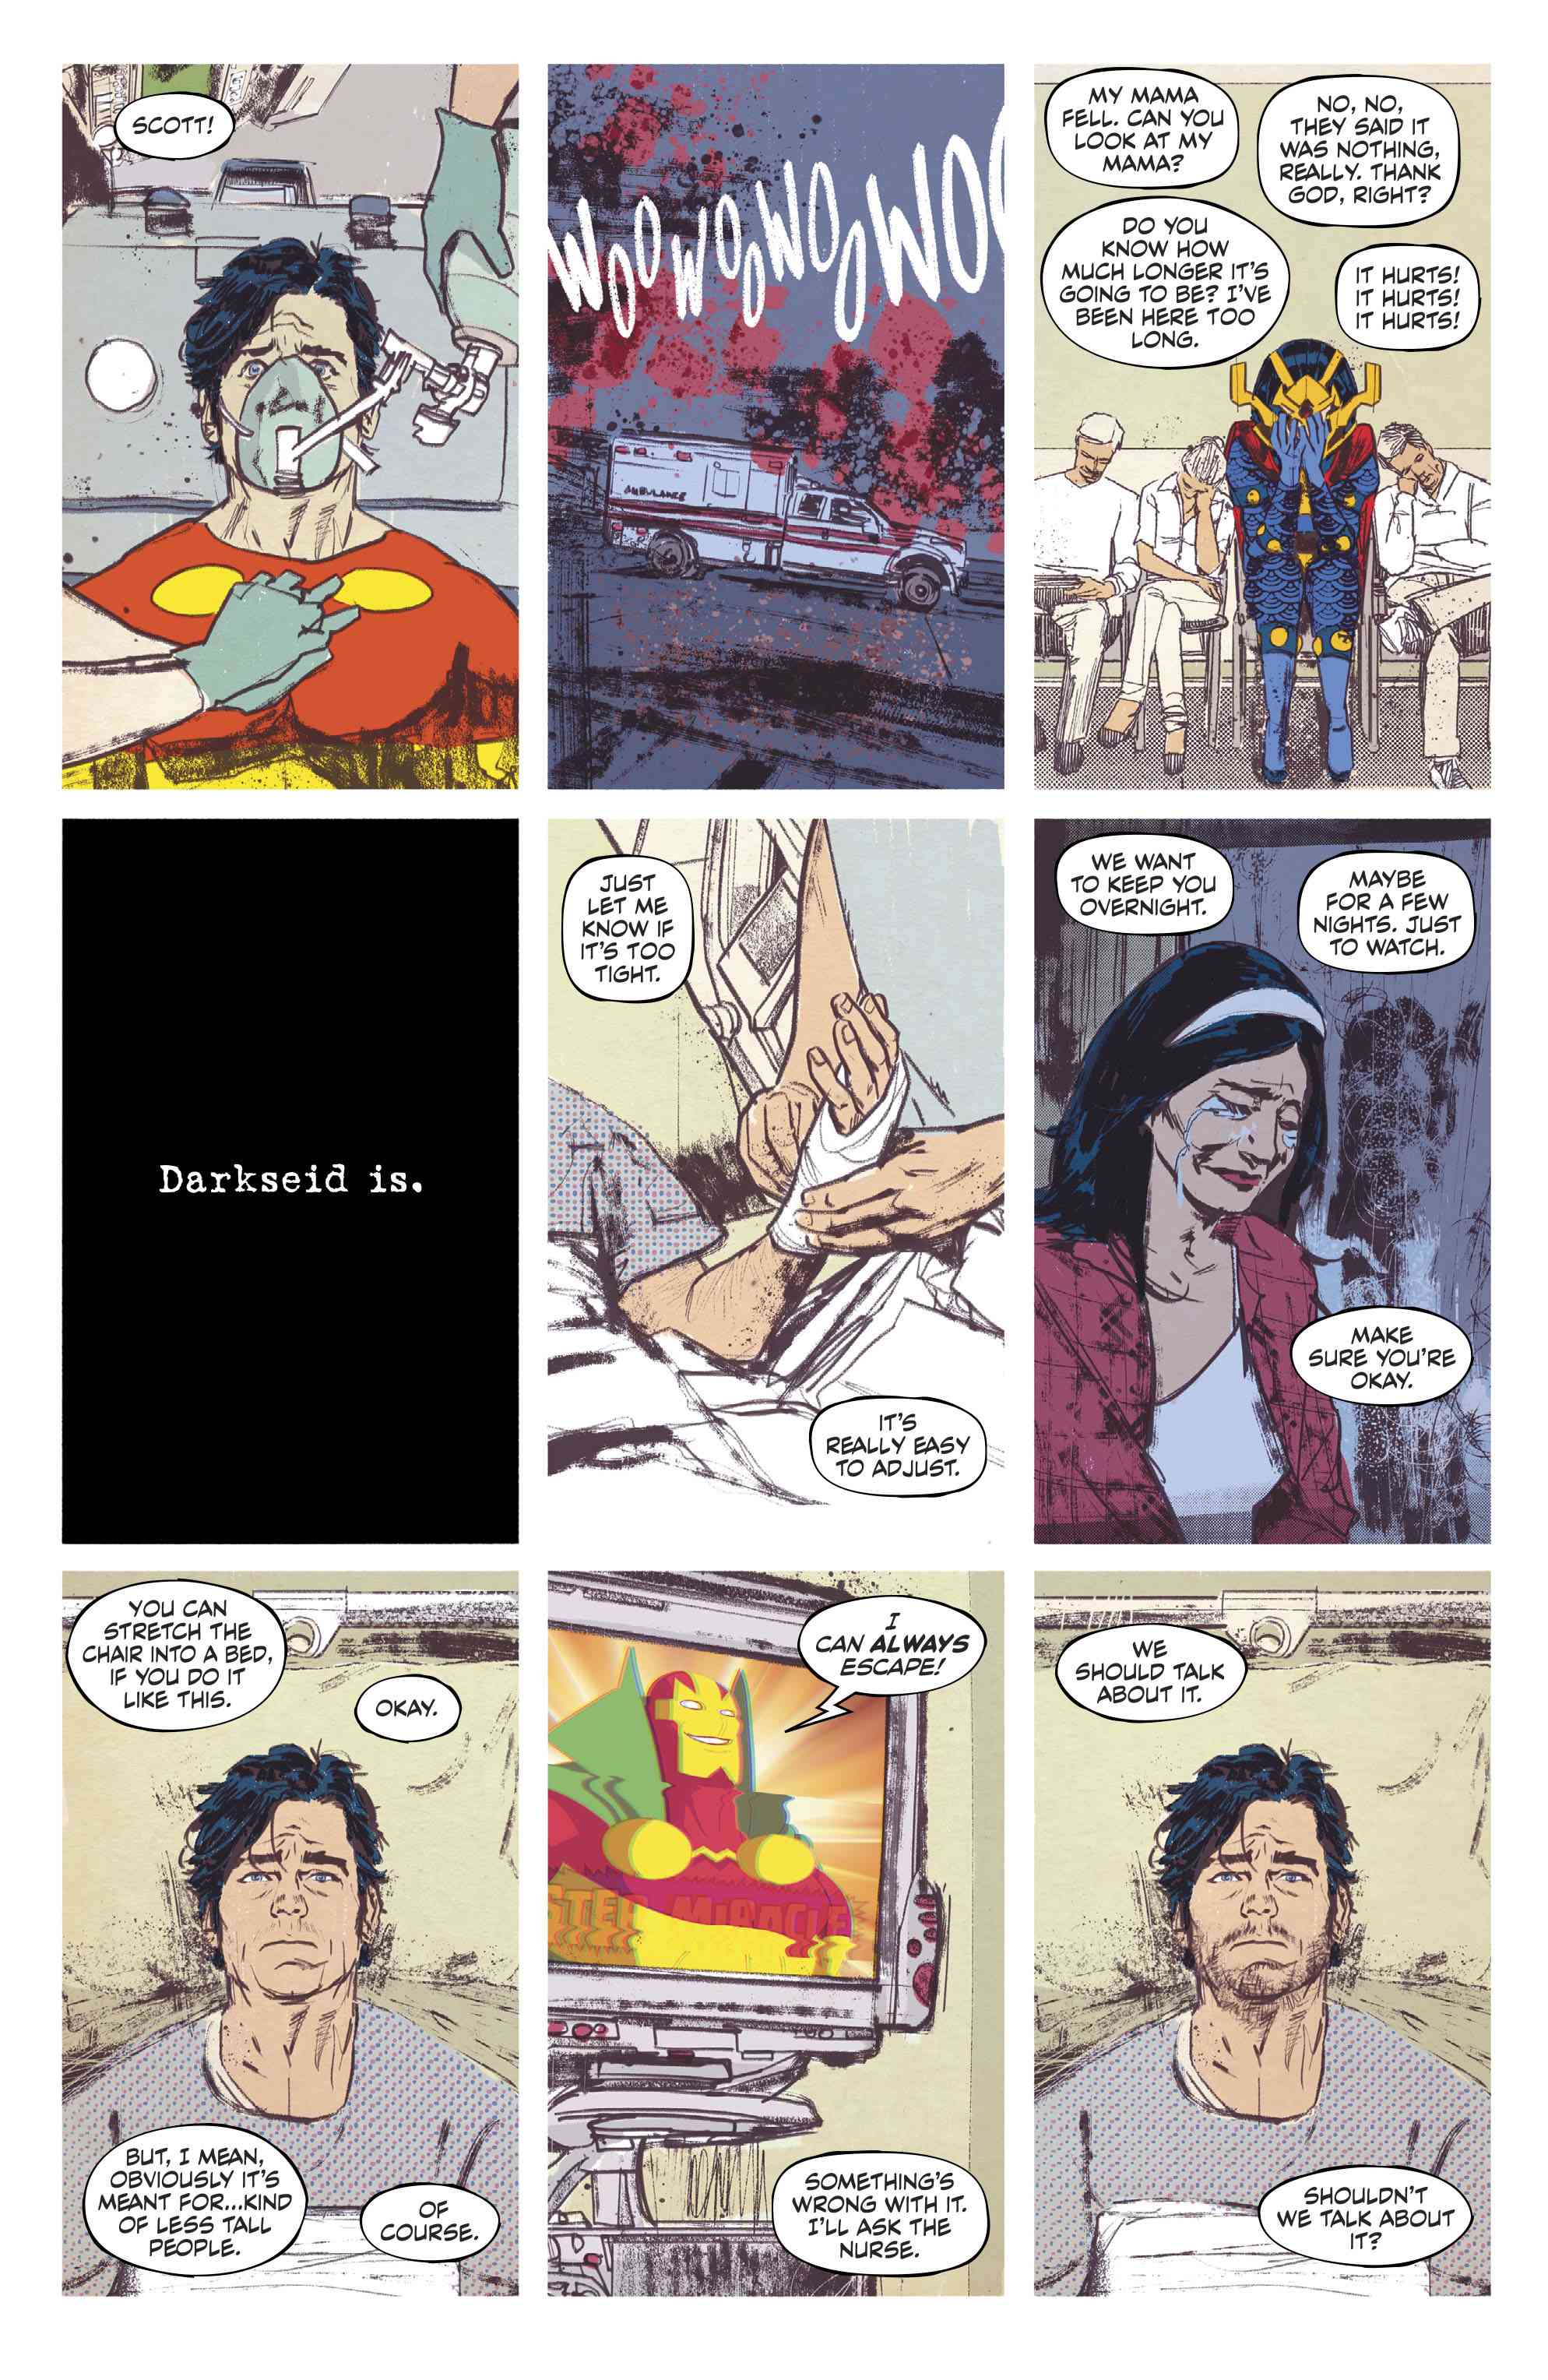 SCOTT!
WOOWOOWOOWOO
MY MAMA
FELL. CAN YOU
LOOK AT MY
MAMA?
NO, NO,
THEY SAID IT
WAS NOTHING,
REALLY. THANK
GOD, RIGHT?
DO YOU
KNOW HOW
MUCH LONGER IT'S
GOING TO BE? I'VE
BEEN HERE TOO
LONG.
IT HURTS!
IT HURTS!
IT HURTS!
AMBULANCE
Darkseid is.
JUST
LET ME
KNOW IF
IT'S TOO
TIGHT.
IT'S
REALLY EASY
TO ADJUST.
WE WANT
TO KEEP YOU
OVERNIGHT.
MAYBE
FOR A FEW
NIGHTS. JUST
TO WATCH.
MAKE
SURE YOU'RE
OKAY.
YOU CAN
STRETCH THE
CHAIR INTO A BED,
IF YOU DO IT
LIKE THIS.
OKAY.
BUT, I MEAN,
OBVIOUSLY IT'S
MEANT FOR...KIND
OF LESS TALL
PEOPLE.
OF
COURSE.
I
CAN ALWAYS
ESCAPE!
STER MIRACLE
SOMETHING'S
WRONG WITH IT.
I'LL ASK THE
NURSE.
WE
SHOULD TALK
ABOUT IT.
SHOULDN'T
WE TALK ABOUT
IT?